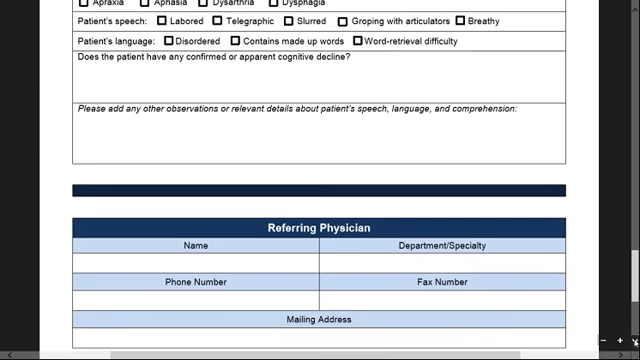 Apraxia Aphasia Dysarthria Dysphagia
Patient's speech: Labored Telegraphic Slurred Groping with articulators Breathy
Patient's language: Disordered Contains made up words Word-retrieval difficulty
Does the patient have any confirmed or apparent cognitive decline?
Please add any other observations or relevant details about patient's speech, language, and comprehension:
Referring Physician
Name Department/Specialty
Phone Number Fax Number
Mailing Address